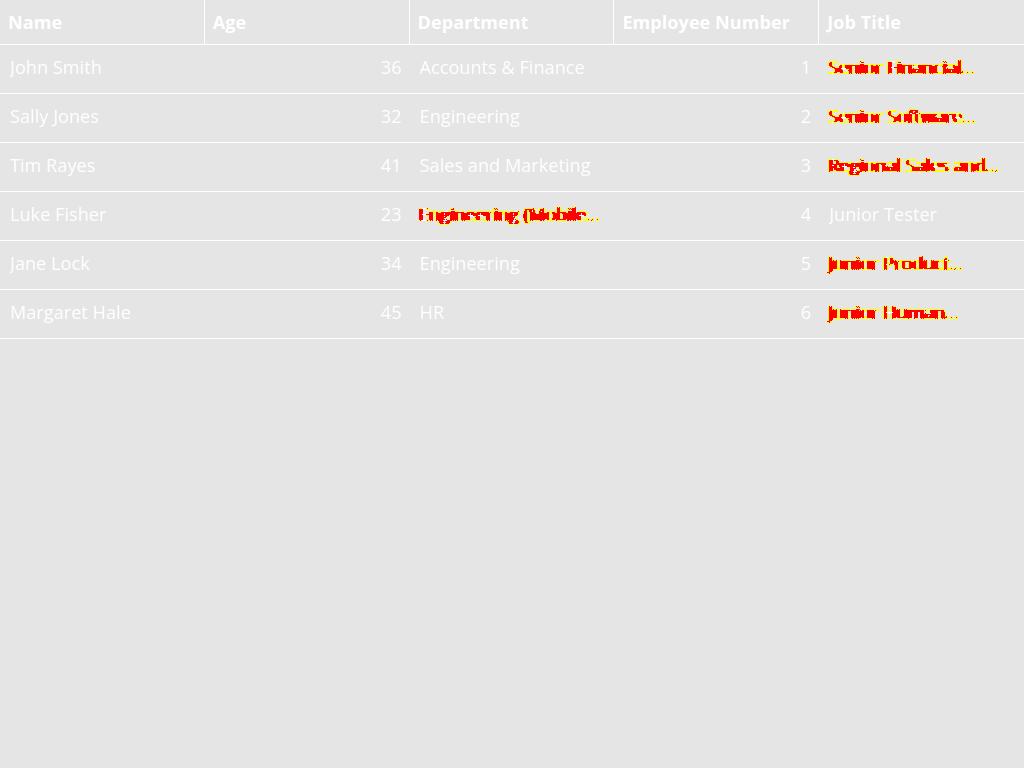 Name Age Department Employee Number Job Title
John Smith 36 Accounts & Finance 1 Senior Financial...
Sally Jones 32 Engineering 2 Senior Software...
Tim Rayes 41 Sales and Marketing 3 Regional Sales and...
Luke Fisher 23 Engineering (Mobile... 4 Junior Tester
Jane Lock 34 Engineering 5 Junior Product...
Margaret Hale 45 HR 6 Junior Human...